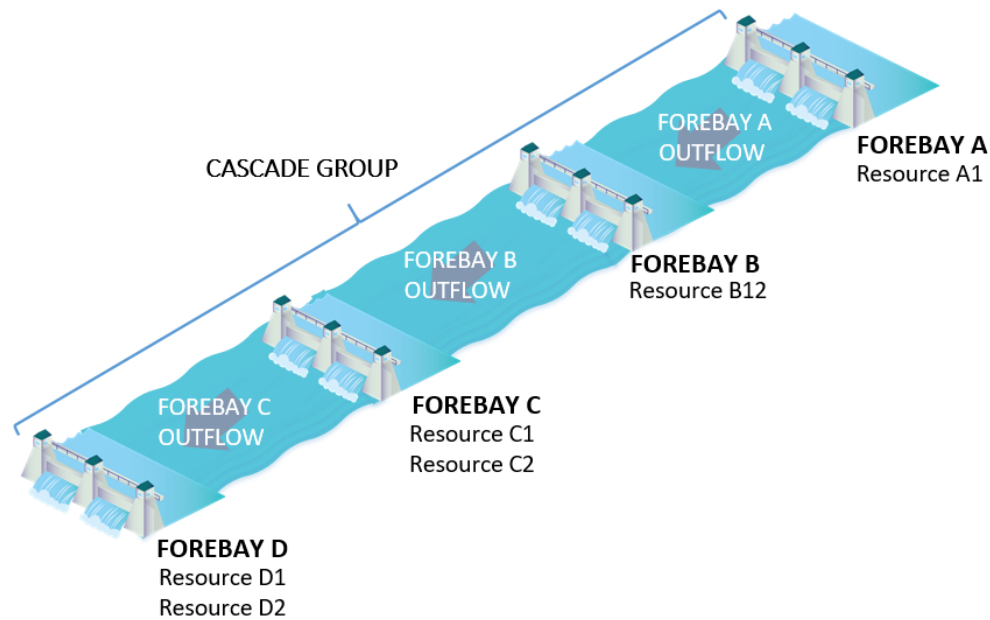 FOREBAY A
OUTFLOW
FOREBAY A
Resource A1
CASCADE GROUP
FOREBAY B
OUTFLOW
FOREBAY B
Resource B12
FOREBAY C
OUTFLOW
FOREBAY C
Resource C1
Resource C2
FOREBAY D
Resource D1
Resource D2